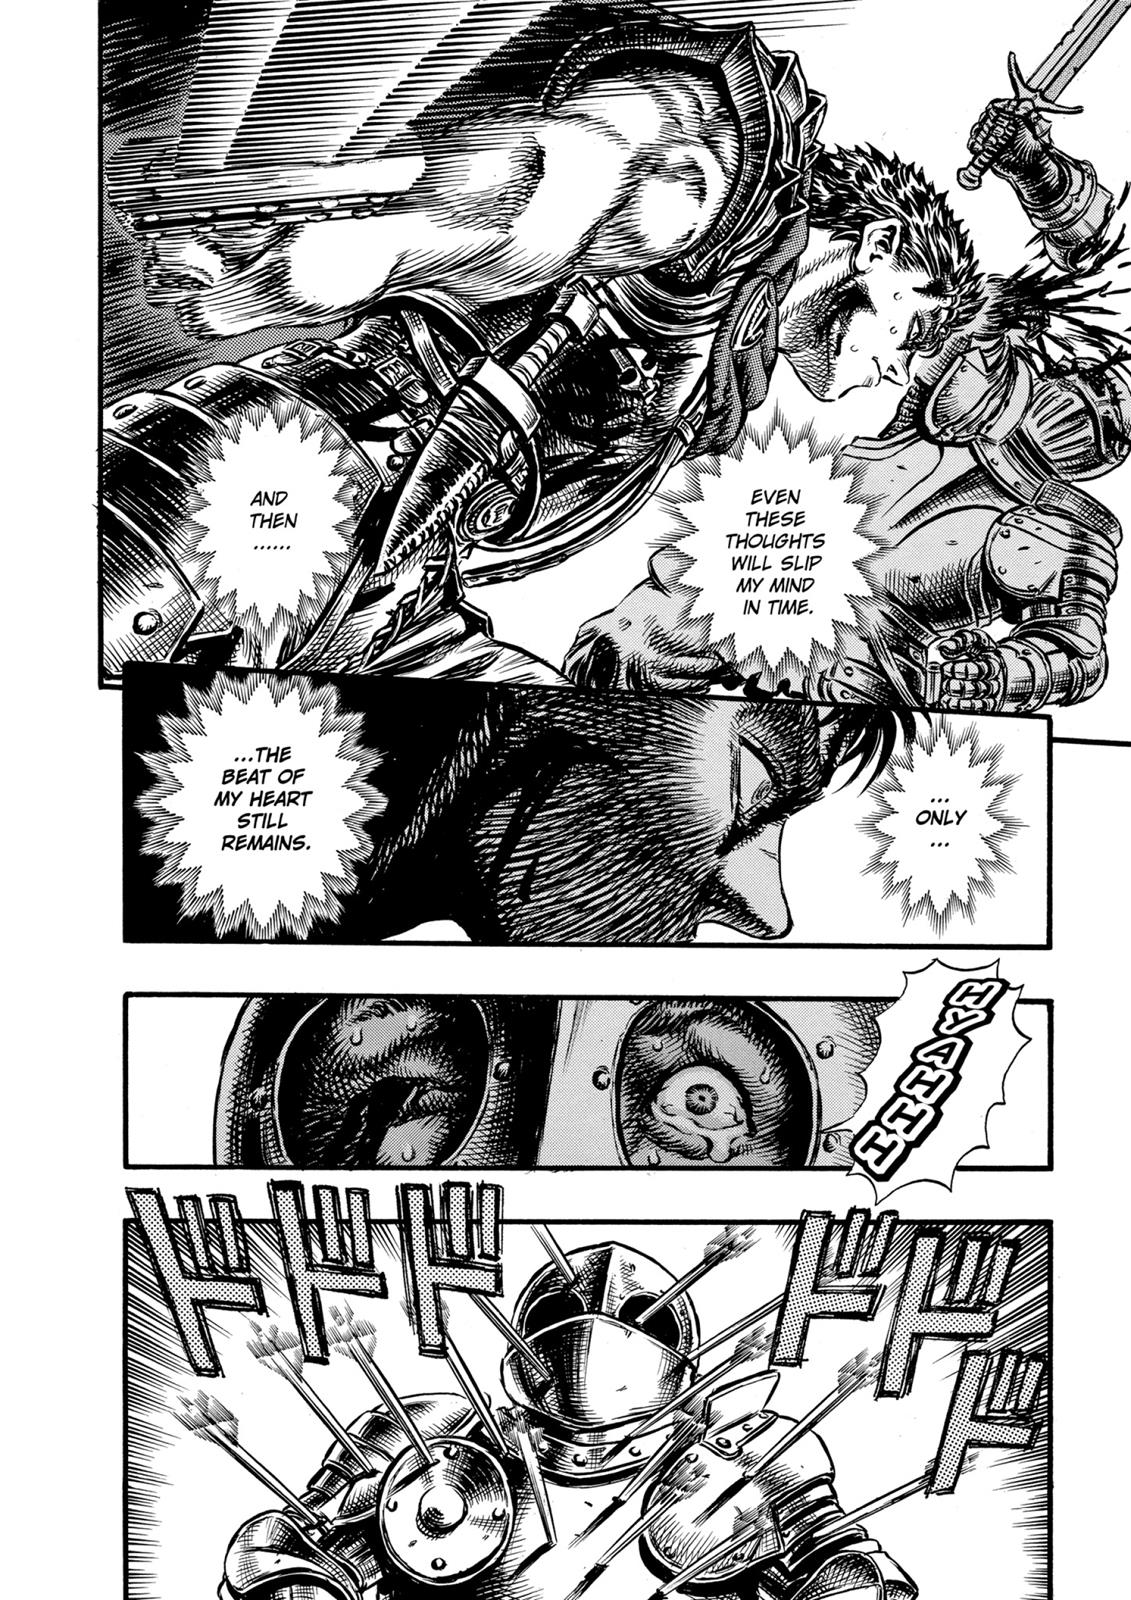 EVEN
THESE
THOUGHTS
WILL SLIP
MY MIND
IN TIME.
AND
THEN
......
...
ONLY
...
...THE
BEAT OF
MY HEART
STILL
REMAINS.
HYAHHH
ドドド
ドドド